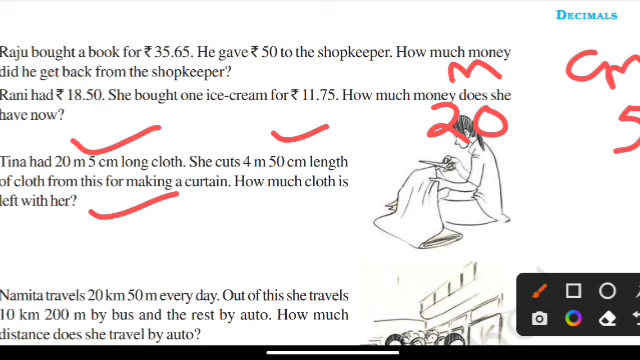 DECIMALS
Raju bought a book for ₹ 35.65. He gave ₹ 50 to the shopkeeper. How much money
did he get back from the shopkeeper?
Rani had ₹ 18.50. She bought one ice-cream for ₹ 11.75. How much money does she
have now?
m cm
20 5
Tina had 20 m 5 cm long cloth. She cuts 4 m 50 cm length
of cloth from this for making a curtain. How much cloth is
left with her?
Namita travels 20 km 50 m every day. Out of this she travels
10 km 200 m by bus and the rest by auto. How much
distance does she travel by auto?